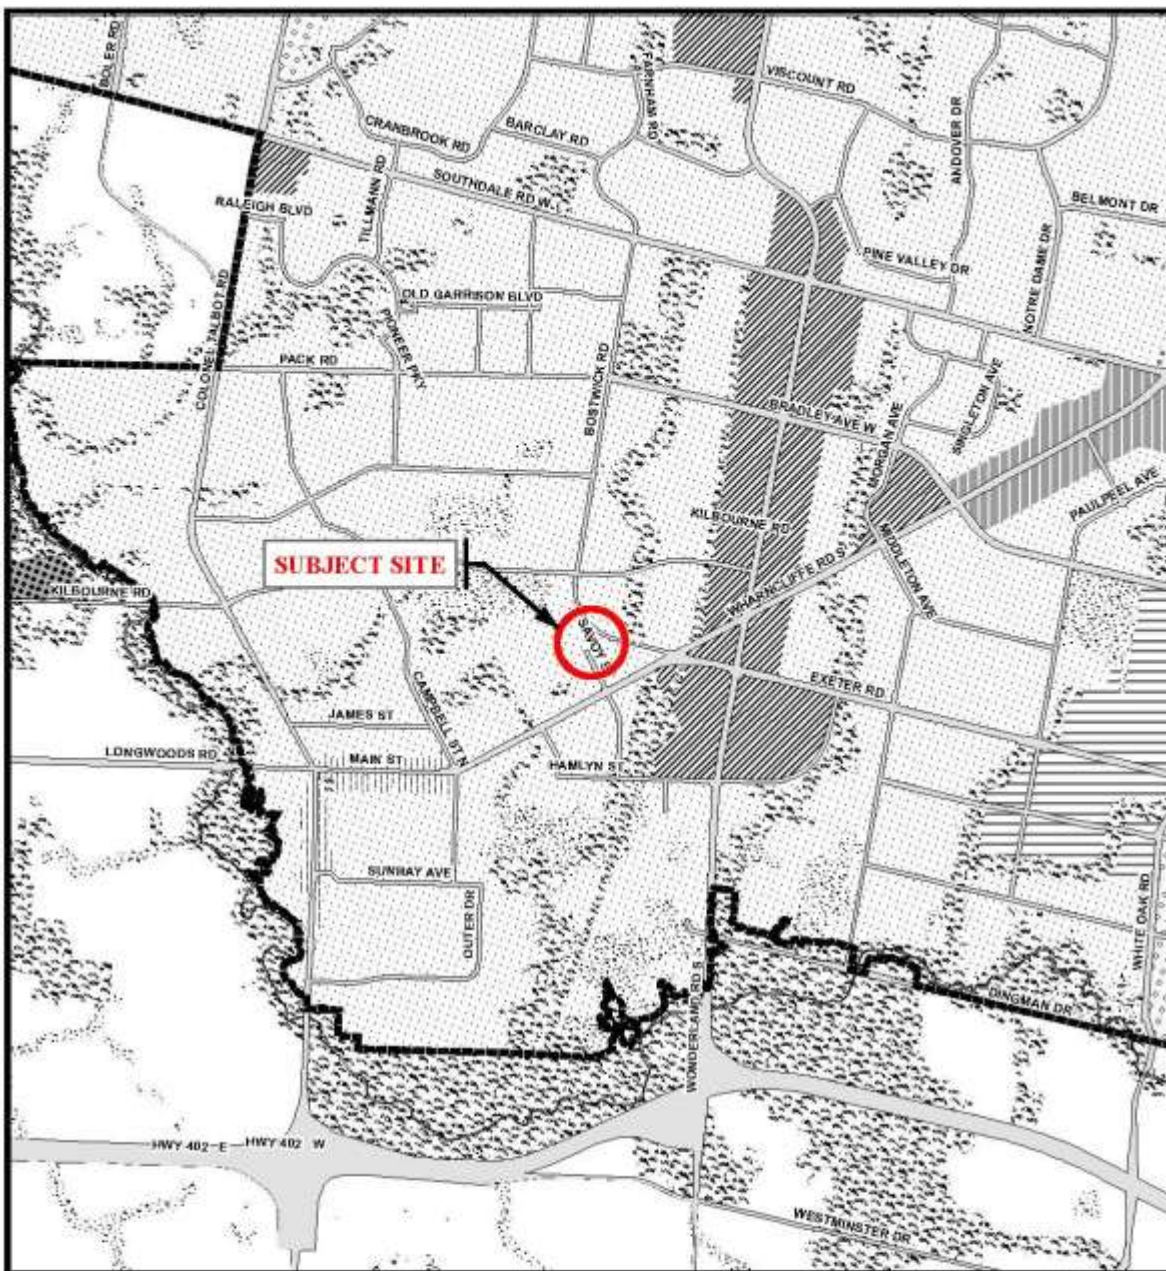 BOLER RD
FARNHAM RD
VISCOUNT RD
CRANBROOK RD
BARCLAY RD
ANDOVER DR
TILLMANN RD
SOUTHDALE RD W
BELMONT DR
RALEIGH BLVD
PINE VALLEY DR
NOTRE DAME DR
OLD GARRISON BLVD
COLONEL TALBOT RD
PIONEER PKY
PACK RD
BOSTWICK RD
SINGLETON AVE
BRADLEY AVE W
MORGAN AVE
PAULPEEL AVE
KILBOURNE RD
SUBJECT SITE
MIDDLETON AVE
KILBOURNE RD
WHARNCLIFFE RD S
SAVOY S
EXETER RD
CAMPBELL ST N
JAMES ST
LONGWOODS RD
MAIN ST
HAMLYN ST
SUNRAY AVE
OUTER DR
WHITE OAK RD
DINGMAN DR
WONDERLAND RD S
HWY 402 E
HWY 402 W
WESTMINSTER DR